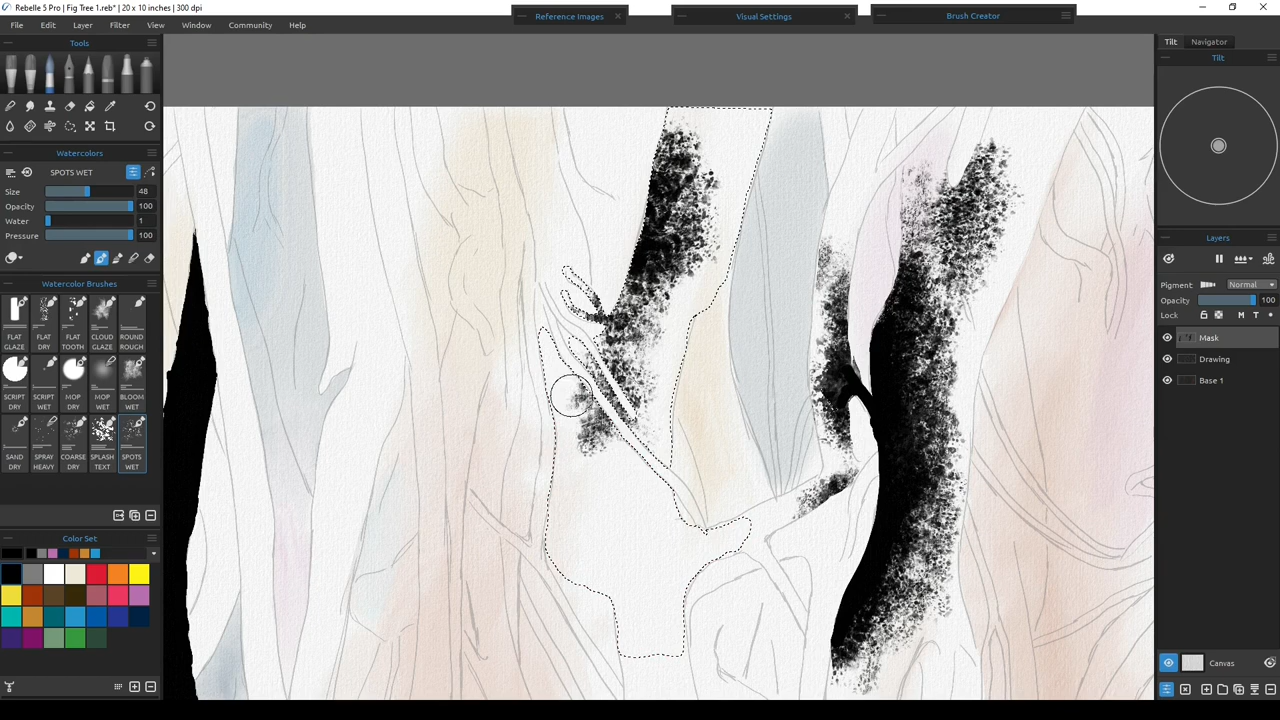 Rebelle 5 Pro | Fig Tree 1.reb* | 20 x 10 inches | 300 dpi
Reference Images
Visual Settings
Brush Creator
File Edit Layer Filter View Window Community Help
Tools
Tilt Navigator
Tilt
Watercolors
SPOTS WET
Size 48
Opacity 100
Water 1
Pressure 100
Watercolor Brushes
FLAT GLAZE
FLAT DRY
FLAT TOOTH
CLOUD GLAZE
ROUND ROUGH
SCRIPT DRY
SCRIPT WET
MOP DRY
MOP WET
BLOOM WET
SAND DRY
SPRAY HEAVY
COARSE DRY
SPLASH TEXT
SPOTS WET
Color Set
Layers
Pigment: Normal
Opacity 100
Lock M T
Mask
Drawing
Base 1
Canvas